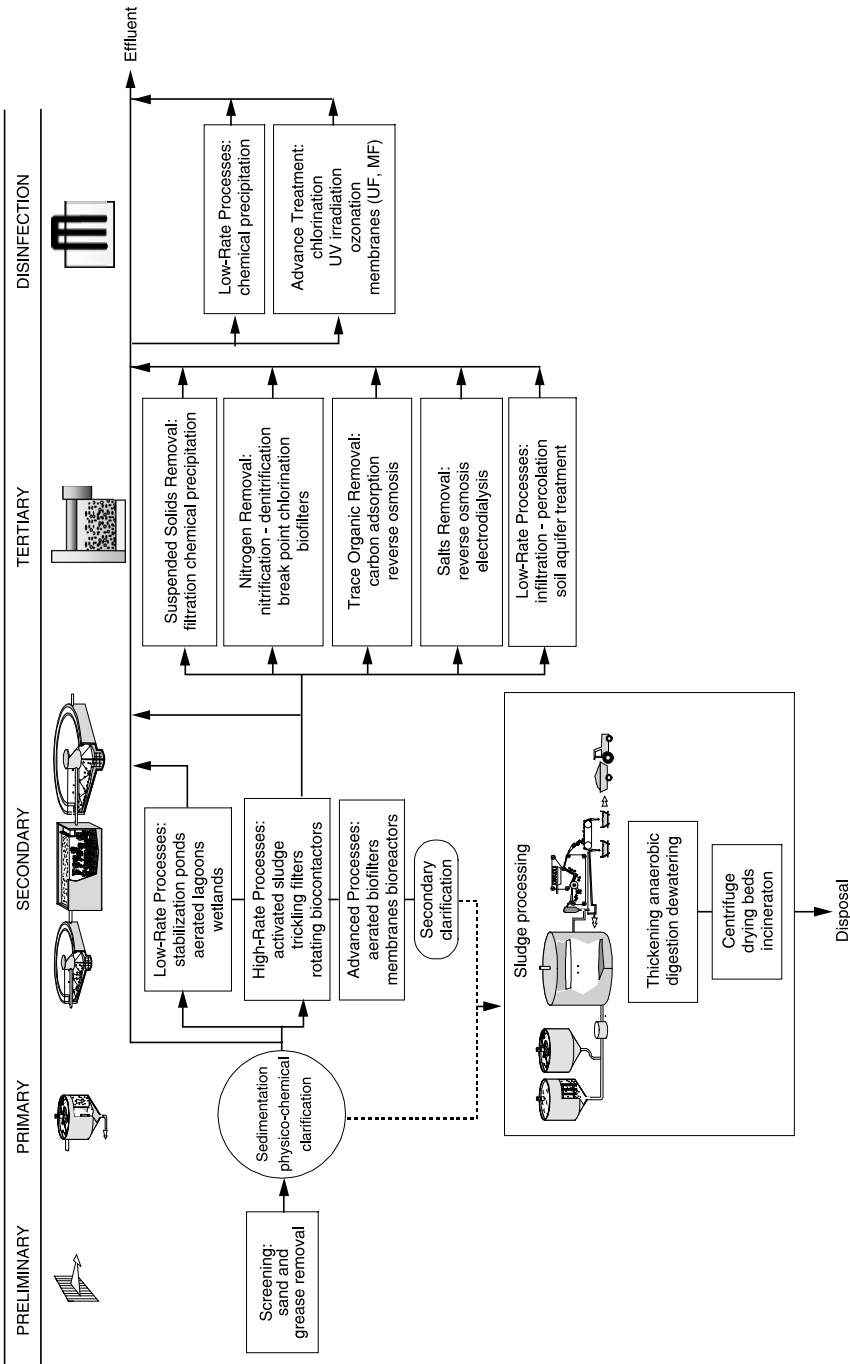 PRELIMINARY
PRIMARY
SECONDARY
TERTIARY
DISINFECTION
Effluent
Screening:
sand and
grease removal
Sedimentation
physico-chemical
clarification
Low-Rate Processes:
stabilization ponds
aerated lagoons
wetlands
High-Rate Processes:
activated sludge
trickling filters
rotating biocontactors
Advanced Processes:
aerated biofilters
membranes bioreactors
Secondary
clarification
Suspended Solids Removal:
filtration chemical precipitation
Nitrogen Removal:
nitrification - denitrification
break point chlorination
biofilters
Trace Organic Removal:
carbon adsorption
reverse osmosis
Salts Removal:
reverse osmosis
electrodialysis
Low-Rate Processes:
infiltration - percolation
soil aquifer treatment
Low-Rate Processes:
chemical precipitation
Advance Treatment:
chlorination
UV irradiation
ozonation
membranes (UF, MF)
Sludge processing
Thickening anaerobic
digestion dewatering
Centrifuge
drying beds
incineraton
Disposal